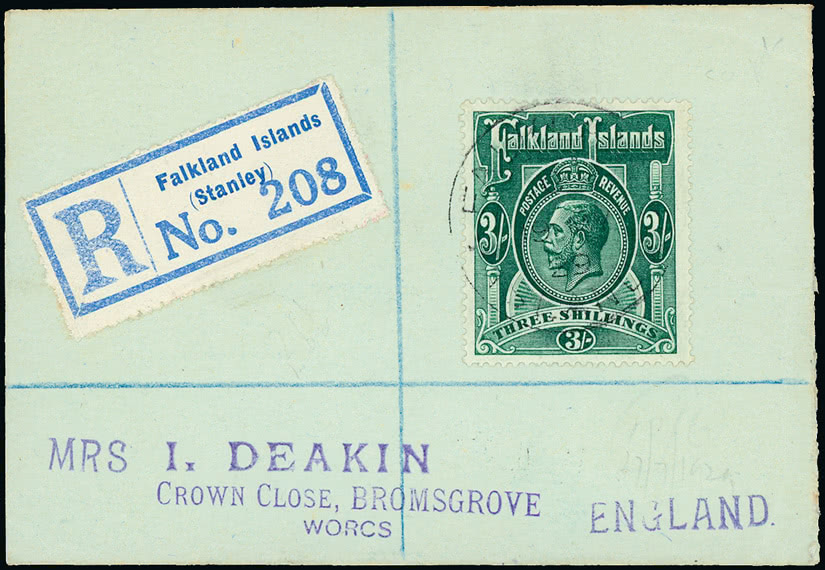 R
Falkland Islands
(Stanley)
No. 208
Falkland Islands
POSTAGE REVENUE
3/- 3/-
THREE·SHILLINGS
3/-
MRS I. DEAKIN
CROWN CLOSE, BROMSGROVE
WORCS
ENGLAND.